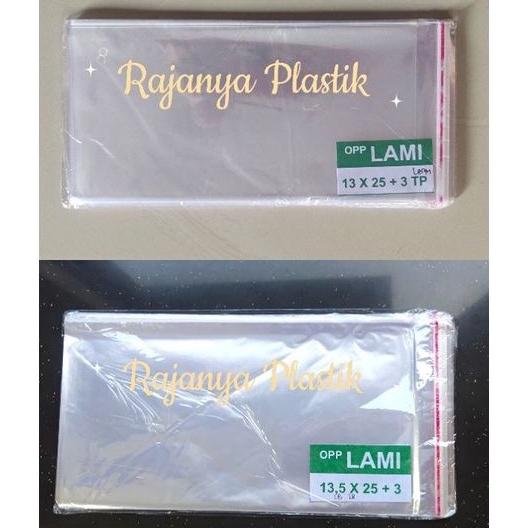 Rajanya Plastik
OPP LAMI
13 X 25 + 3 TP
Rajanya Plastik
OPP LAMI
13,5 X 25 + 3